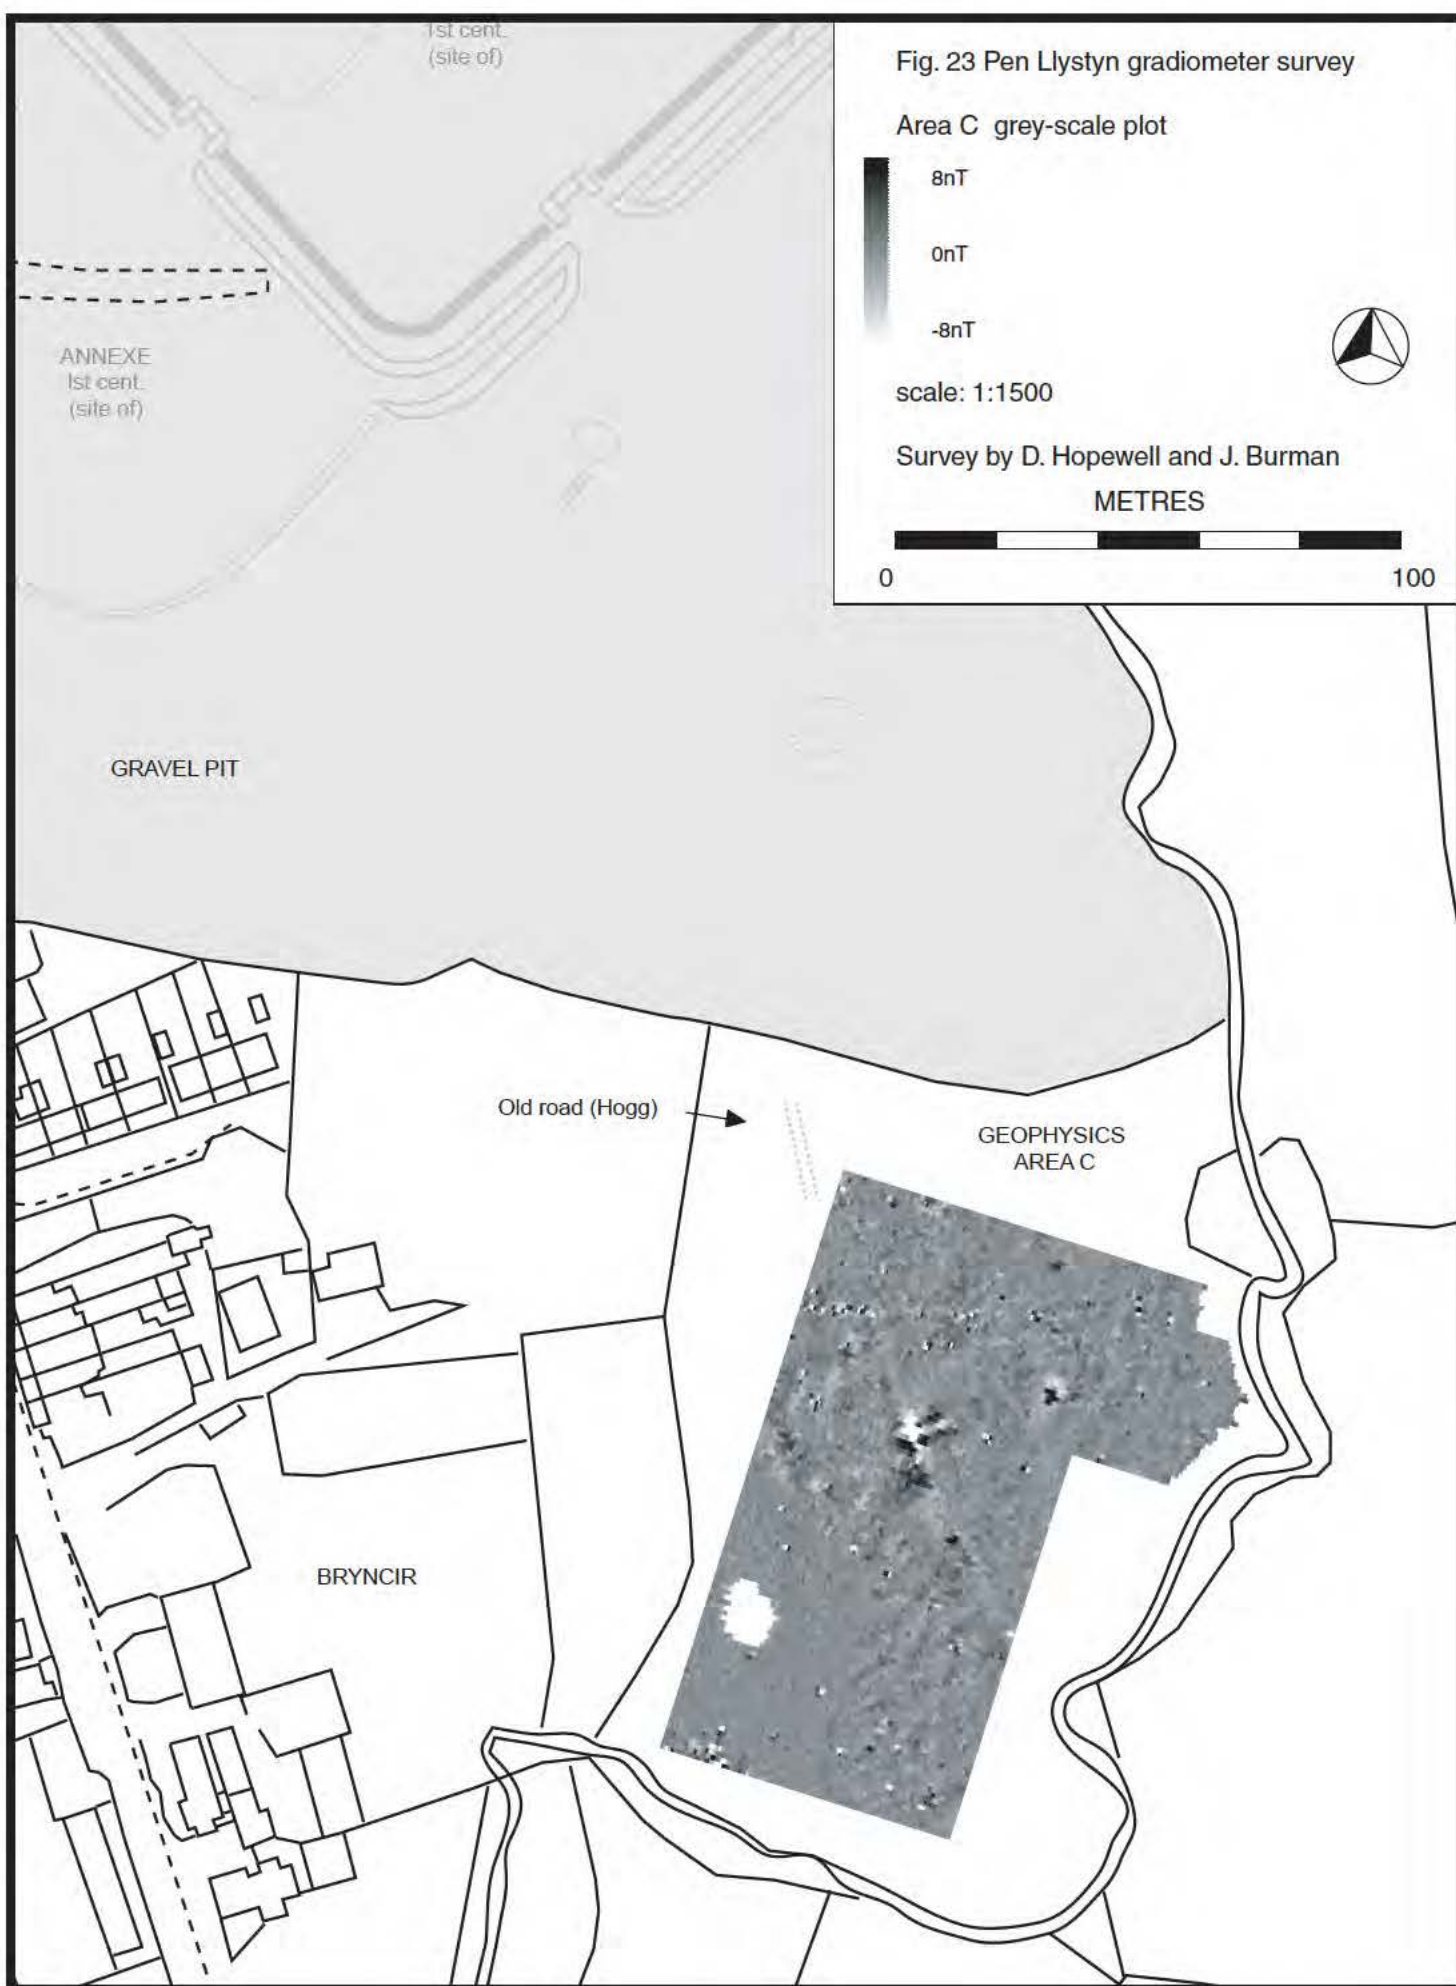 1st cent.
(site of)
Fig. 23 Pen Llystyn gradiometer survey
Area C grey-scale plot
8nT
0nT
-8nT
scale: 1:1500
Survey by D. Hopewell and J. Burman
METRES
0 100
ANNEXE
Ist cent.
(site of)
GRAVEL PIT
Old road (Hogg)
GEOPHYSICS
AREA C
BRYNCIR